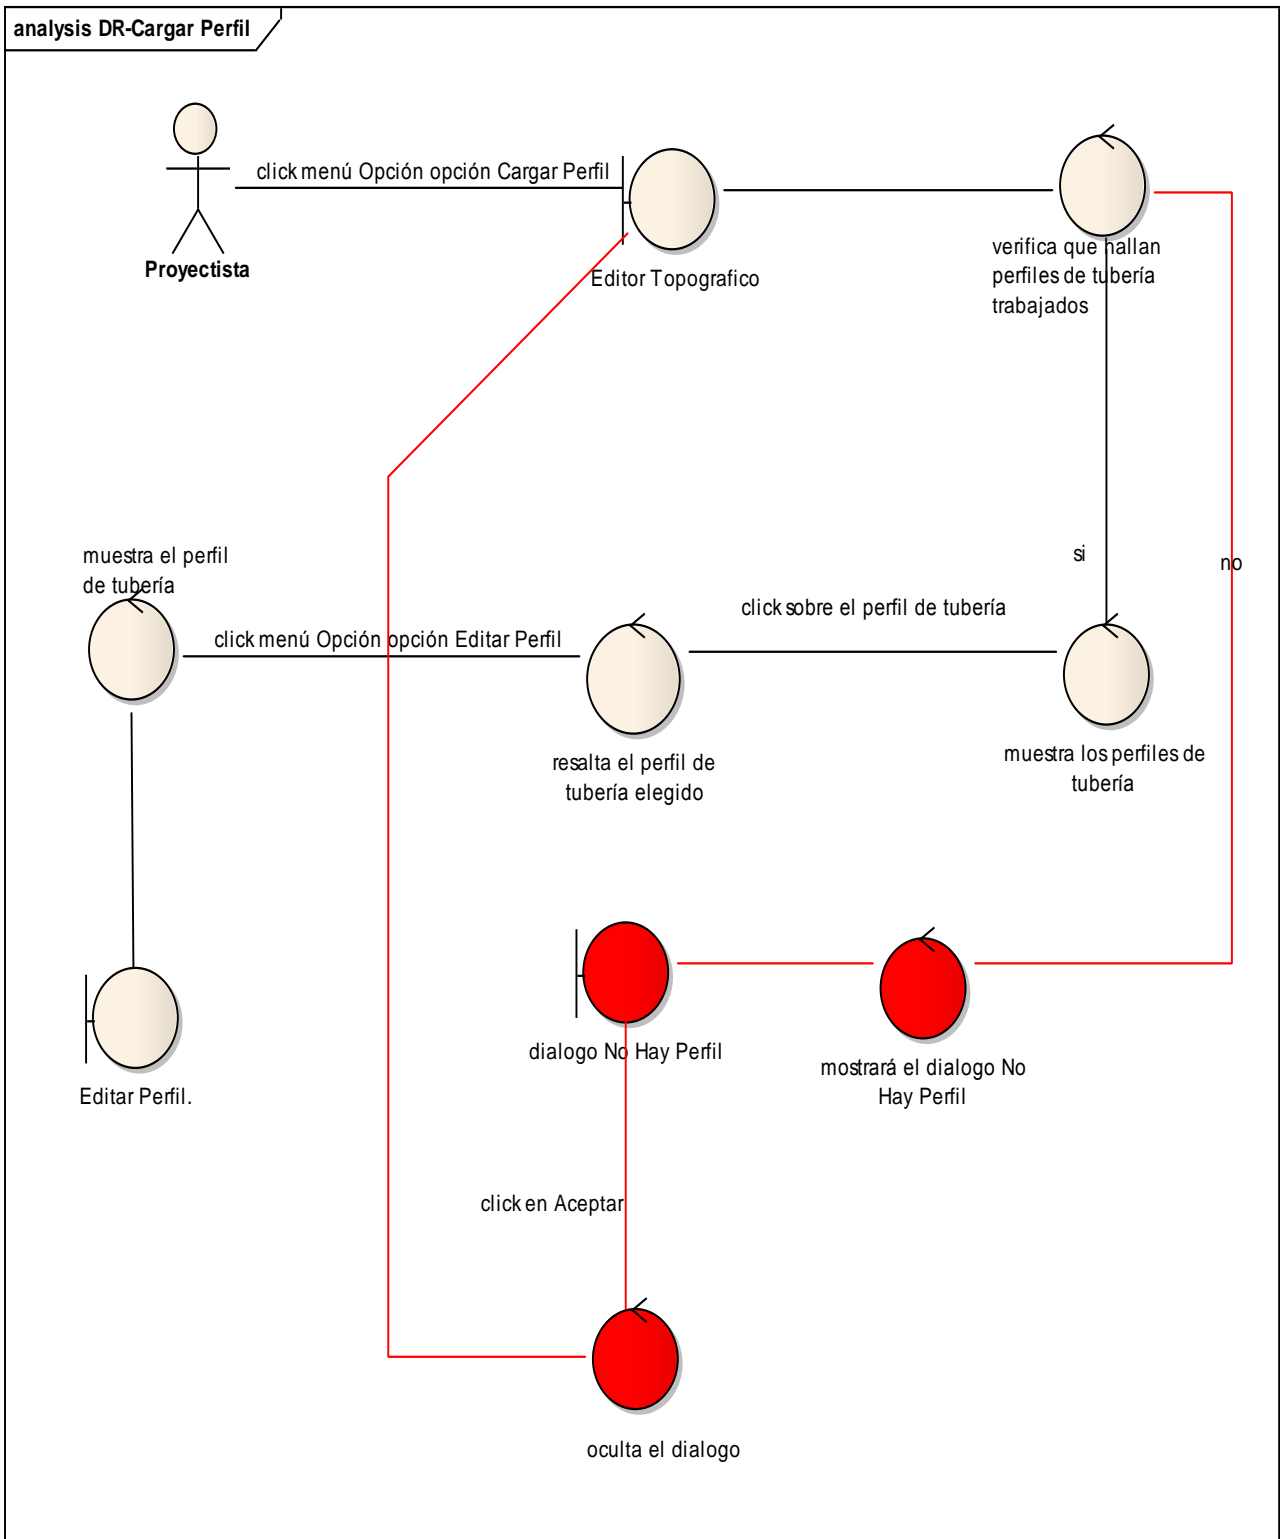 analysis DR-Cargar Perfil
click menú Opción opción Cargar Perfil
Proyectista
Editor Topografico
verifica que hallan
perfiles de tubería
trabajados
si
no
muestra el perfil
de tubería
click menú Opción opción Editar Perfil
click sobre el perfil de tubería
resalta el perfil de
tubería elegido
muestra los perfiles de
tubería
dialogo No Hay Perfil
mostrará el dialogo No
Hay Perfil
Editar Perfil.
click en Aceptar
oculta el dialogo